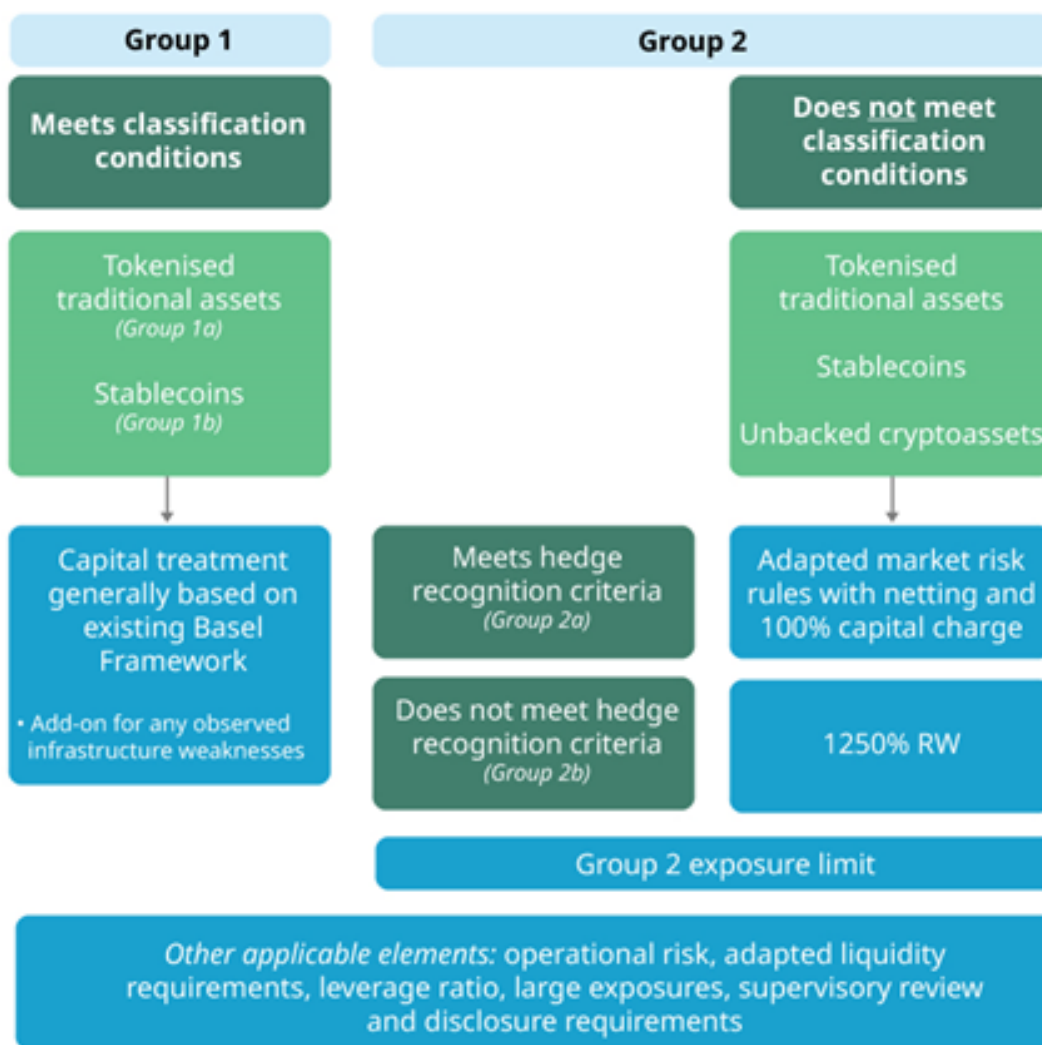 Group 1
Group 2
Meets classification
conditions
Does not meet
classification
conditions
Tokenised
traditional assets
(Group 1a)
Stablecoins
(Group 1b)
Tokenised
traditional assets
Stablecoins
Unbacked cryptoassets
Capital treatment
generally based on
existing Basel
Framework
• Add-on for any observed
infrastructure weaknesses
Meets hedge
recognition criteria
(Group 2a)
Adapted market risk
rules with netting and
100% capital charge
Does not meet hedge
recognition criteria
(Group 2b)
1250% RW
Group 2 exposure limit
Other applicable elements: operational risk, adapted liquidity
requirements, leverage ratio, large exposures, supervisory review
and disclosure requirements